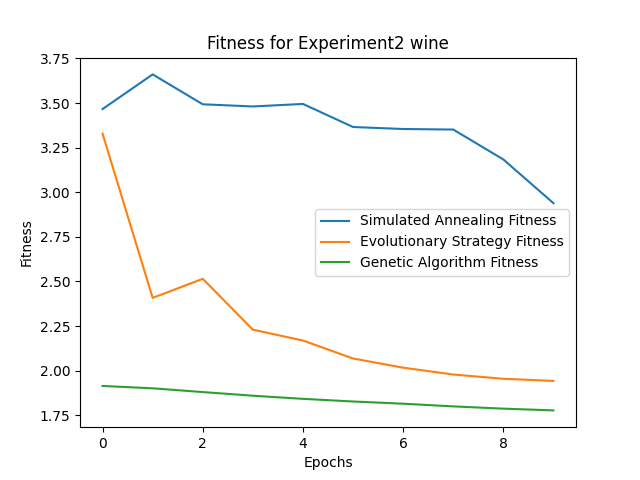 Fitness for Experiment2 wine
3.75
3.50
3.25
3.00
2.75
2.50
2.25
2.00
1.75
Fitness
Simulated Annealing Fitness
Evolutionary Strategy Fitness
Genetic Algorithm Fitness
0 2 4 6 8
Epochs